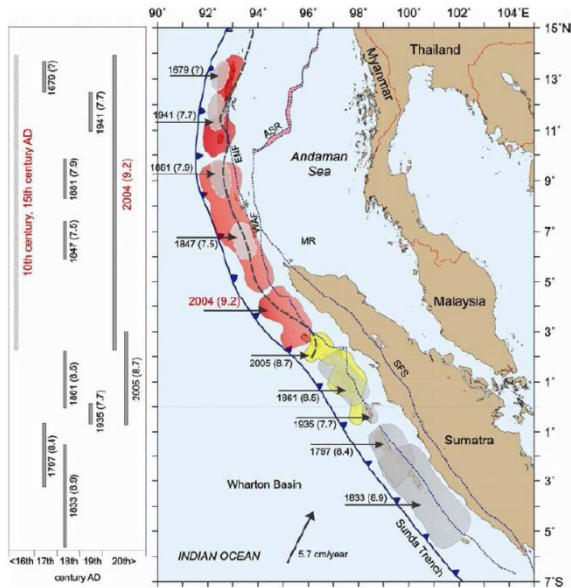 90°
92°
94°
96°
98°
100°
102°
104°E
15°N
13°
11°
9°
7°
5°
3°
1°
1°
3°
5°
7°S
10th century, 15th century AD
1679 (?)
1941 (7.7)
1881 (7.9)
1847 (7.5)
2004 (9.2)
2005 (8.7)
1861 (8.5)
1935 (7.7)
1797 (8.4)
1833 (8.9)
<16th 17th 18th 19th 20th>
century AD
1679 (?)
1941 (7.7)
1881 (7.9)
1847 (7.5)
2004 (9.2)
2005 (8.7)
1861 (8.5)
1935 (7.7)
1797 (8.4)
1833 (8.9)
Thailand
Myanmar
Andaman
Sea
ASR
WAF
MR
Malaysia
SFS
Sumatra
Wharton Basin
Sunda Trench
INDIAN OCEAN
5.7 cm/year